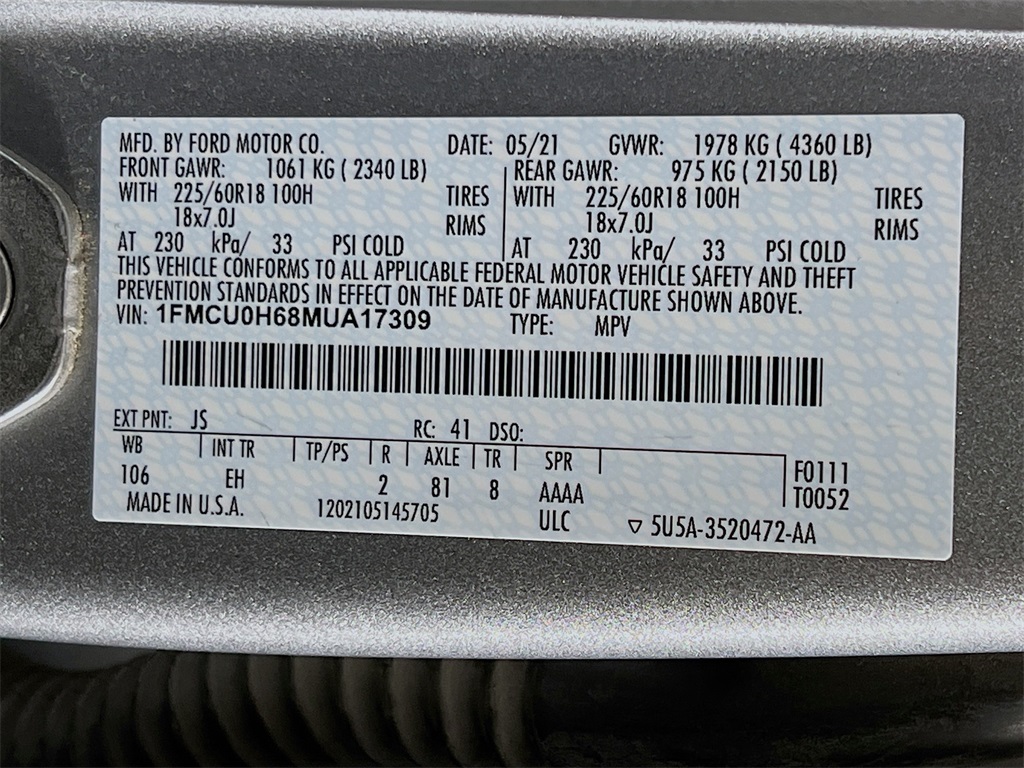 MFD. BY FORD MOTOR CO. DATE: 05/21 GVWR: 1978 KG ( 4360 LB)
FRONT GAWR: 1061 KG ( 2340 LB) REAR GAWR: 975 KG ( 2150 LB)
WITH 225/60R18 100H TIRES WITH 225/60R18 100H TIRES
18x7.0J RIMS 18x7.0J RIMS
AT 230 kPa/ 33 PSI COLD AT 230 kPa/ 33 PSI COLD
THIS VEHICLE CONFORMS TO ALL APPLICABLE FEDERAL MOTOR VEHICLE SAFETY AND THEFT
PREVENTION STANDARDS IN EFFECT ON THE DATE OF MANUFACTURE SHOWN ABOVE.
VIN: 1FMCU0H68MUA17309 TYPE: MPV
EXT PNT: JS RC: 41 DSO:
WB INT TR TP/PS R AXLE TR SPR F0111
106 EH 2 81 8 AAAA T0052
MADE IN U.S.A. 1202105145705 ULC ▽ 5U5A-3520472-AA